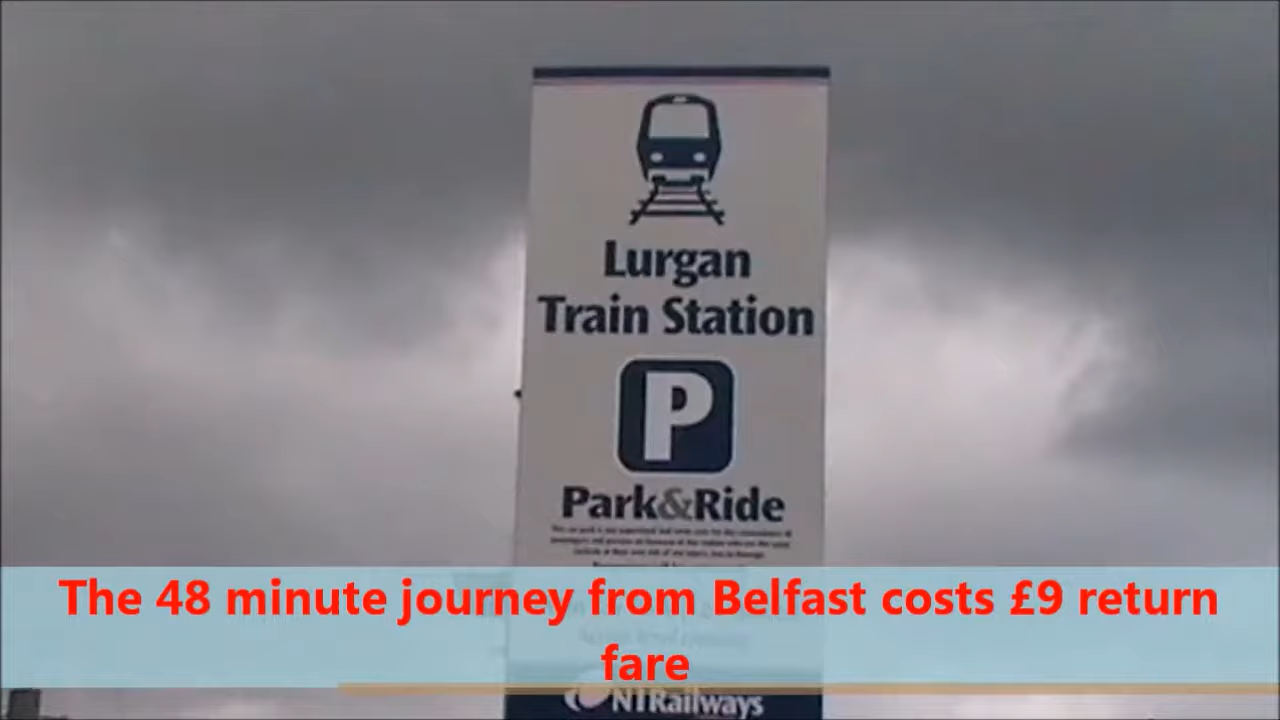 Lurgan
Train Station
P
Park&Ride
The 48 minute journey from Belfast costs £9 return
fare
NIRailways